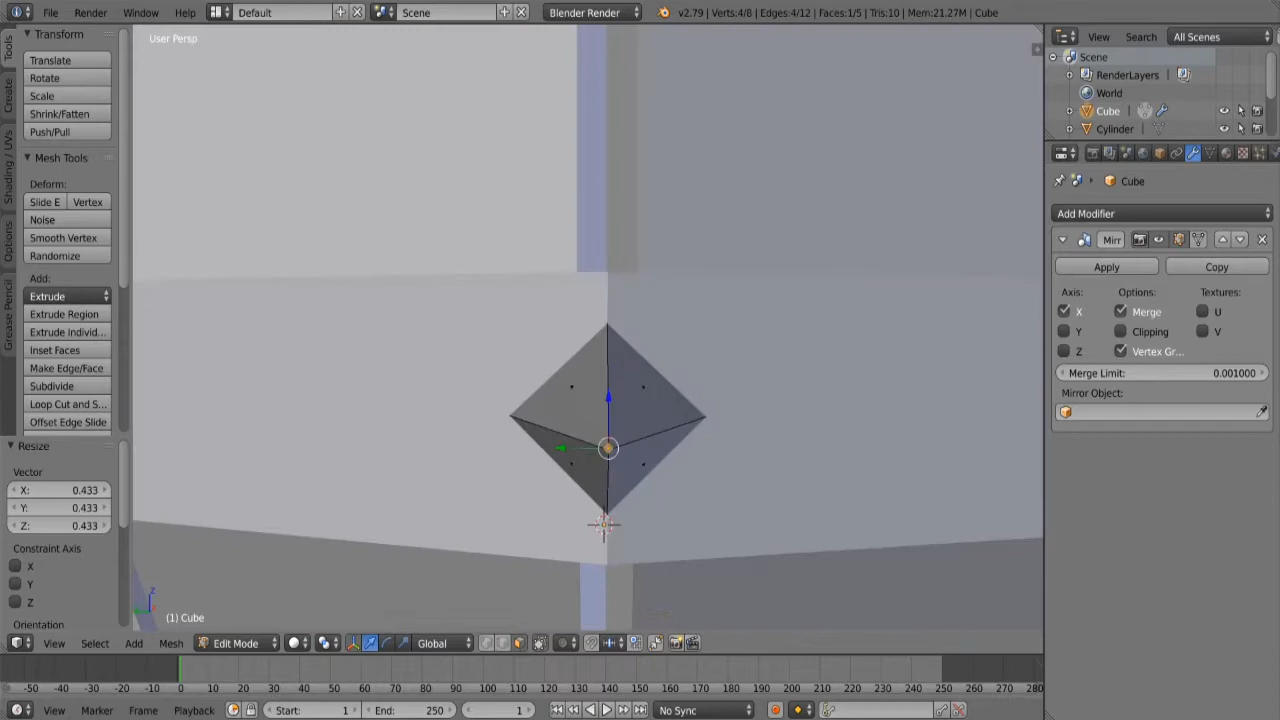 File Render Window Help Default Scene Blender Render v2.79 | Verts:4/8 | Edges:4/12 | Faces:1/5 | Tris:10 | Mem:21.27M | Cube
Tools
Create
Shading / UVs
Options
Grease Pencil
Transform
Translate
Rotate
Scale
Shrink/Fatten
Push/Pull
Mesh Tools
Deform:
Slide E Vertex
Noise
Smooth Vertex
Randomize
Add:
Extrude
Extrude Region
Extrude Individ...
Inset Faces
Make Edge/Face
Subdivide
Loop Cut and S...
Offset Edge Slide
Resize
Vector
X: 0.433
Y: 0.433
Z: 0.433
Constraint Axis
X
Y
Z
Orientation
User Persp
z
(1) Cube
View Select Add Mesh Edit Mode Global
-50 -40 -30 -20 -10 0 10 20 30 40 50 60 70 80 90 100 110 120 130 140 150 160 170 180 190 200 210 220 230 240 250 260 270 280
View Marker Frame Playback Start: 1 End: 250 1 No Sync
View Search All Scenes
Scene
RenderLayers
World
Cube
Cylinder
Cube
Add Modifier
Mirr
Apply Copy
Axis: Options: Textures:
X Merge U
Y Clipping V
Z Vertex Gr...
Merge Limit: 0.001000
Mirror Object: